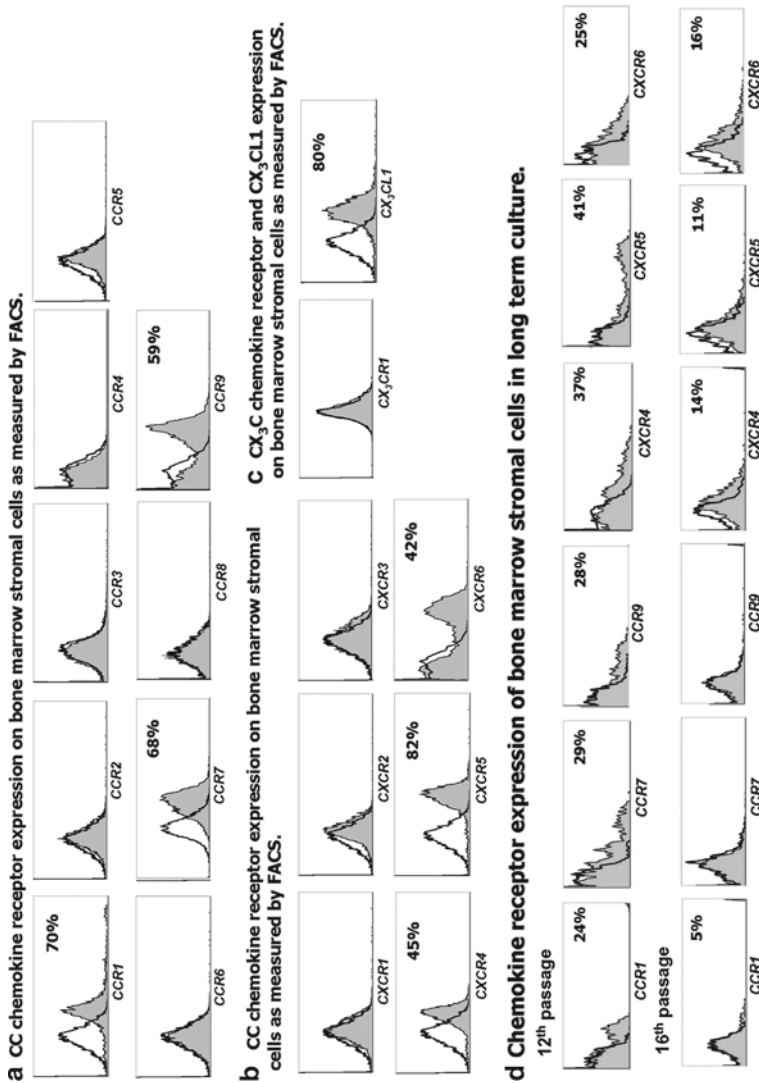 a CC chemokine receptor expression on bone marrow stromal cells as measured by FACS.
70%
CCR1
CCR2
CCR3
CCR4
CCR5
CCR6
68%
CCR7
CCR8
59%
CCR9
b CC chemokine receptor expression on bone marrow stromal
cells as measured by FACS.
CXCR1
CXCR2
CXCR3
45%
CXCR4
82%
CXCR5
42%
CXCR6
c CX3C chemokine receptor and CX3CL1 expression
on bone marrow stromal cells as measured by FACS.
CX3CR1
80%
CX3CL1
d Chemokine receptor expression of bone marrow stromal cells in long term culture.
12th passage
24%
CCR1
29%
CCR7
28%
CCR9
37%
CXCR4
41%
CXCR5
25%
CXCR6
16th passage
5%
CCR1
CCR7
CCR9
14%
CXCR4
11%
CXCR5
16%
CXCR6